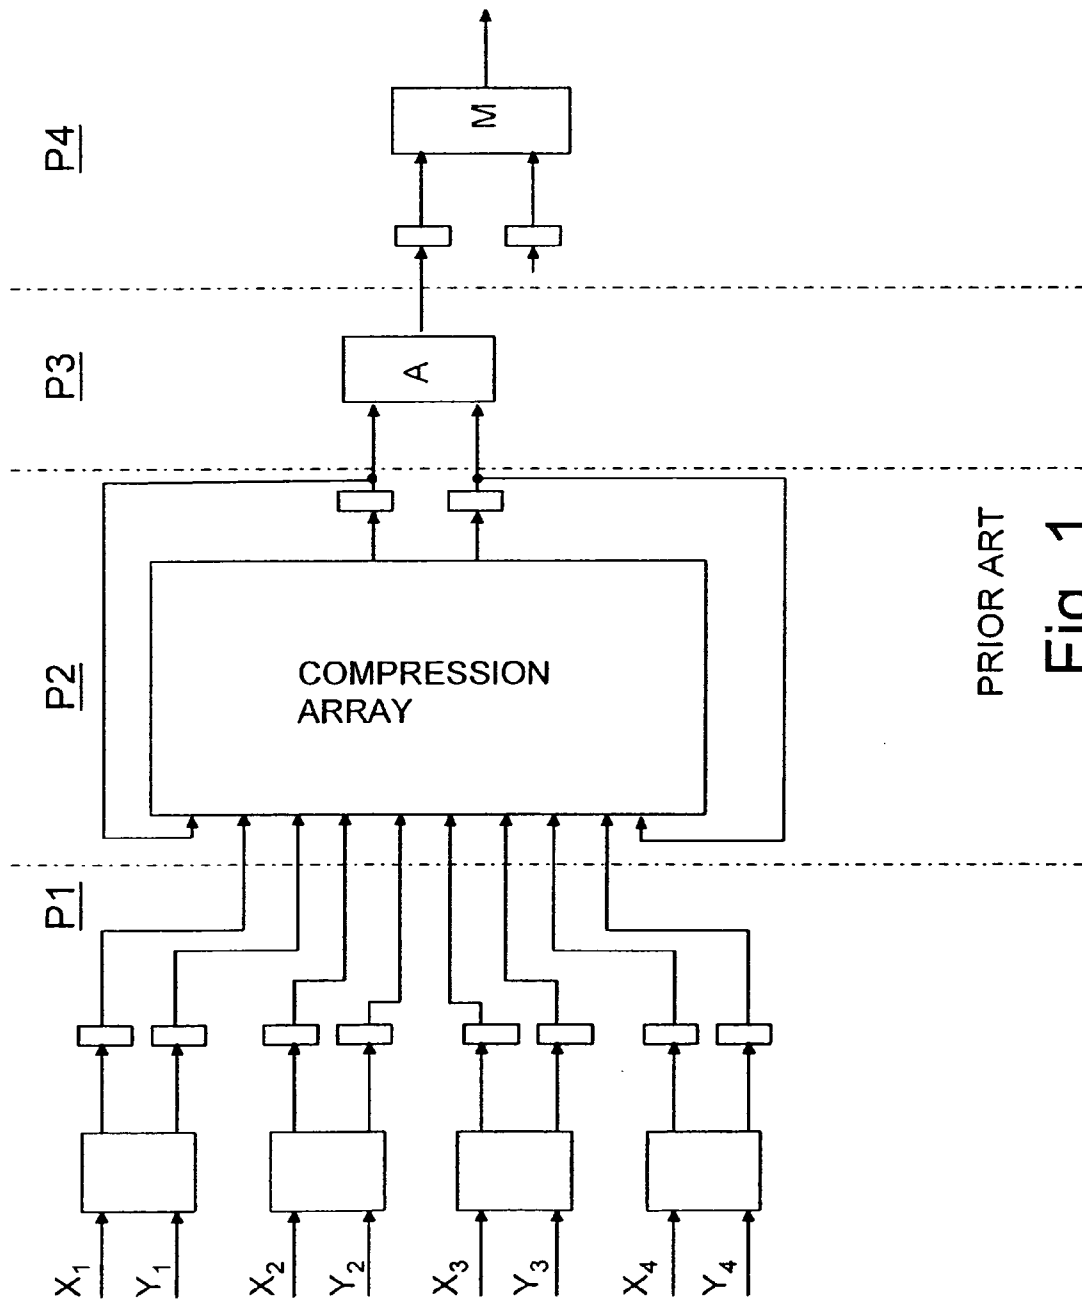 P1
P2
P3
P4
X1
Y1
X2
Y2
X3
Y3
X4
Y4
COMPRESSION
ARRAY
A
M
PRIOR ART
Fig. 1